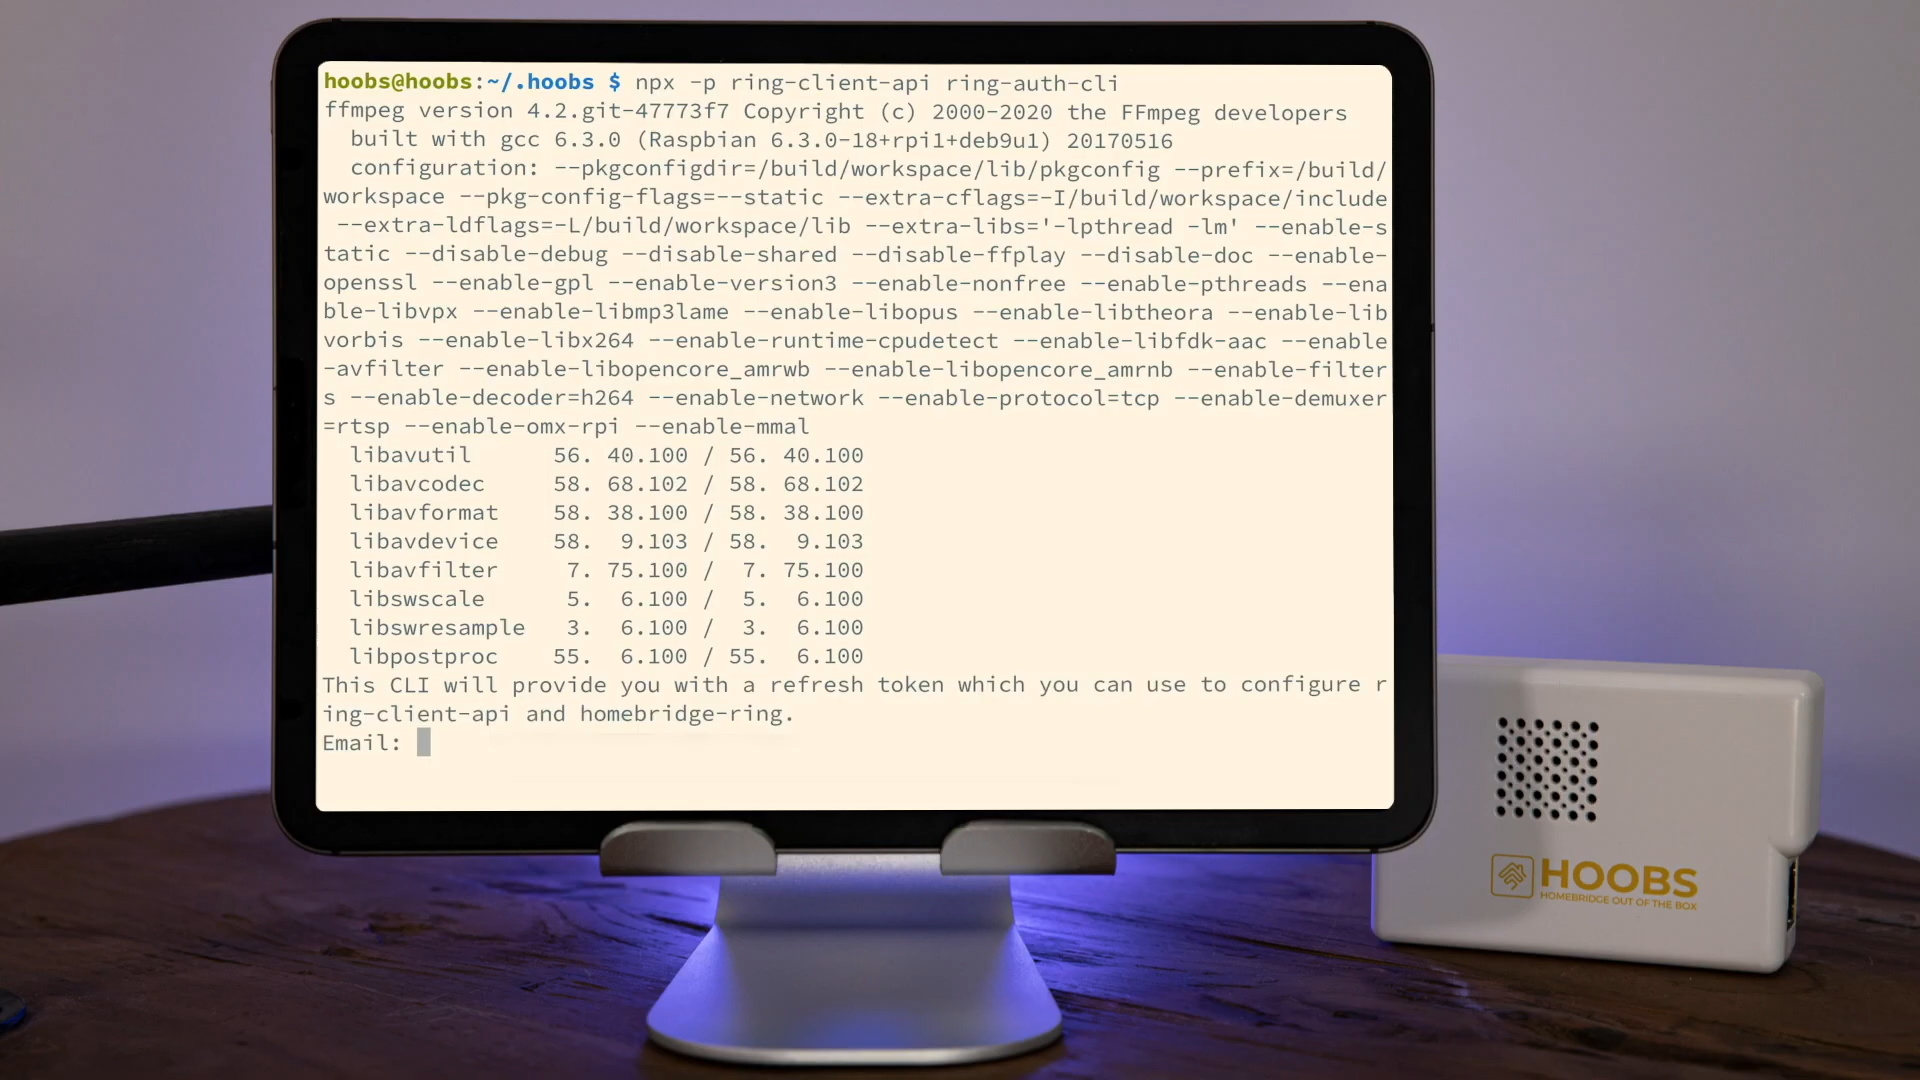 hoobs@hoobs:~/.hoobs $ npx -p ring-client-api ring-auth-cli
ffmpeg version 4.2.git-47773f7 Copyright (c) 2000-2020 the FFmpeg developers
  built with gcc 6.3.0 (Raspbian 6.3.0-18+rpi1+deb9u1) 20170516
  configuration: --pkgconfigdir=/build/workspace/lib/pkgconfig --prefix=/build/
workspace --pkg-config-flags=--static --extra-cflags=-I/build/workspace/include
 --extra-ldflags=-L/build/workspace/lib --extra-libs='-lpthread -lm' --enable-s
tatic --disable-debug --disable-shared --disable-ffplay --disable-doc --enable-
openssl --enable-gpl --enable-version3 --enable-nonfree --enable-pthreads --ena
ble-libvpx --enable-libmp3lame --enable-libopus --enable-libtheora --enable-lib
vorbis --enable-libx264 --enable-runtime-cpudetect --enable-libfdk-aac --enable
-avfilter --enable-libopencore_amrwb --enable-libopencore_amrnb --enable-filter
s --enable-decoder=h264 --enable-network --enable-protocol=tcp --enable-demuxer
=rtsp --enable-omx-rpi --enable-mmal
  libavutil      56. 40.100 / 56. 40.100
  libavcodec     58. 68.102 / 58. 68.102
  libavformat    58. 38.100 / 58. 38.100
  libavdevice    58.  9.103 / 58.  9.103
  libavfilter     7. 75.100 /  7. 75.100
  libswscale      5.  6.100 /  5.  6.100
  libswresample   3.  6.100 /  3.  6.100
  libpostproc    55.  6.100 / 55.  6.100
This CLI will provide you with a refresh token which you can use to configure r
ing-client-api and homebridge-ring.
Email:
HOOBS
HOMEBRIDGE OUT OF THE BOX